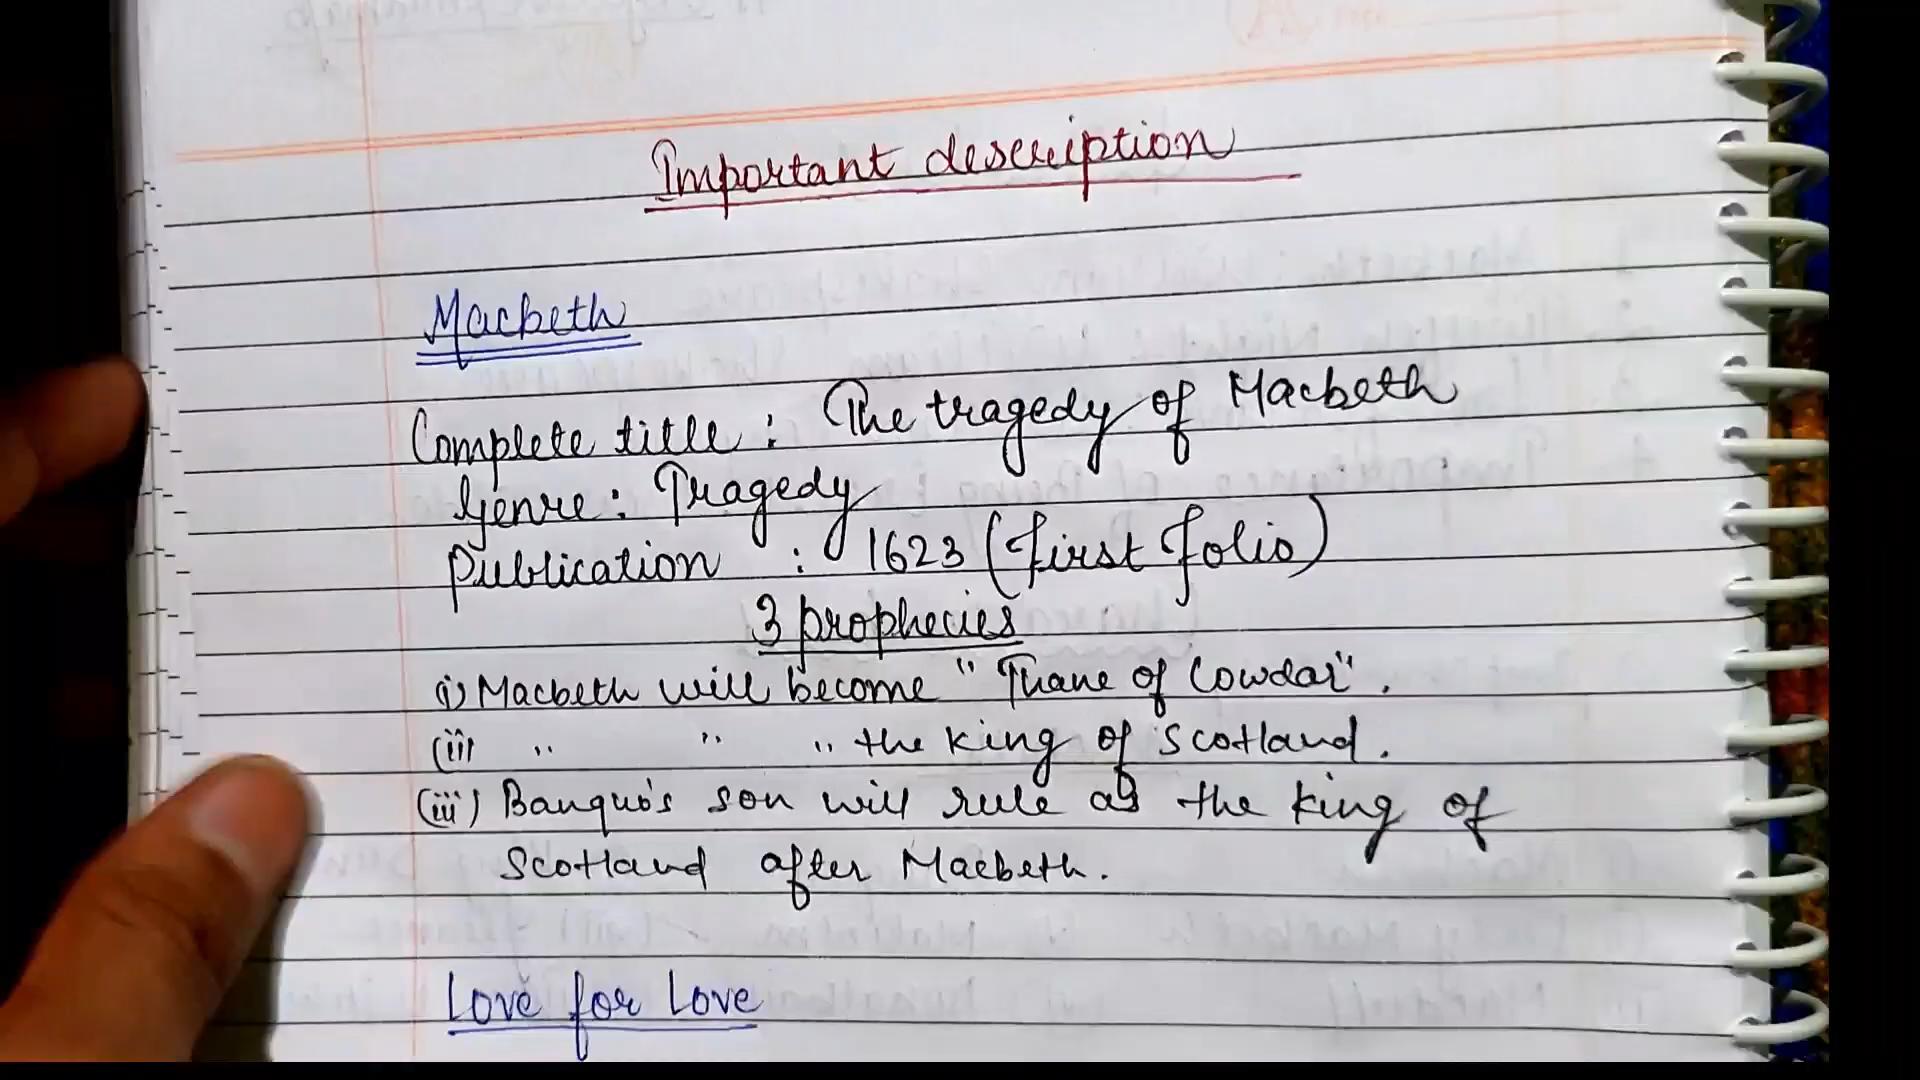 Important description
Macbeth
Complete title : The tragedy of Macbeth
Genre : Tragedy
Publication : 1623 (First Folio)
3 prophecies
(i) Macbeth will become "Thane of Cowdar".
(ii) " " " the king of Scotland.
(iii) Banquo's son will rule as the king of
Scotland after Macbeth.
Love for Love